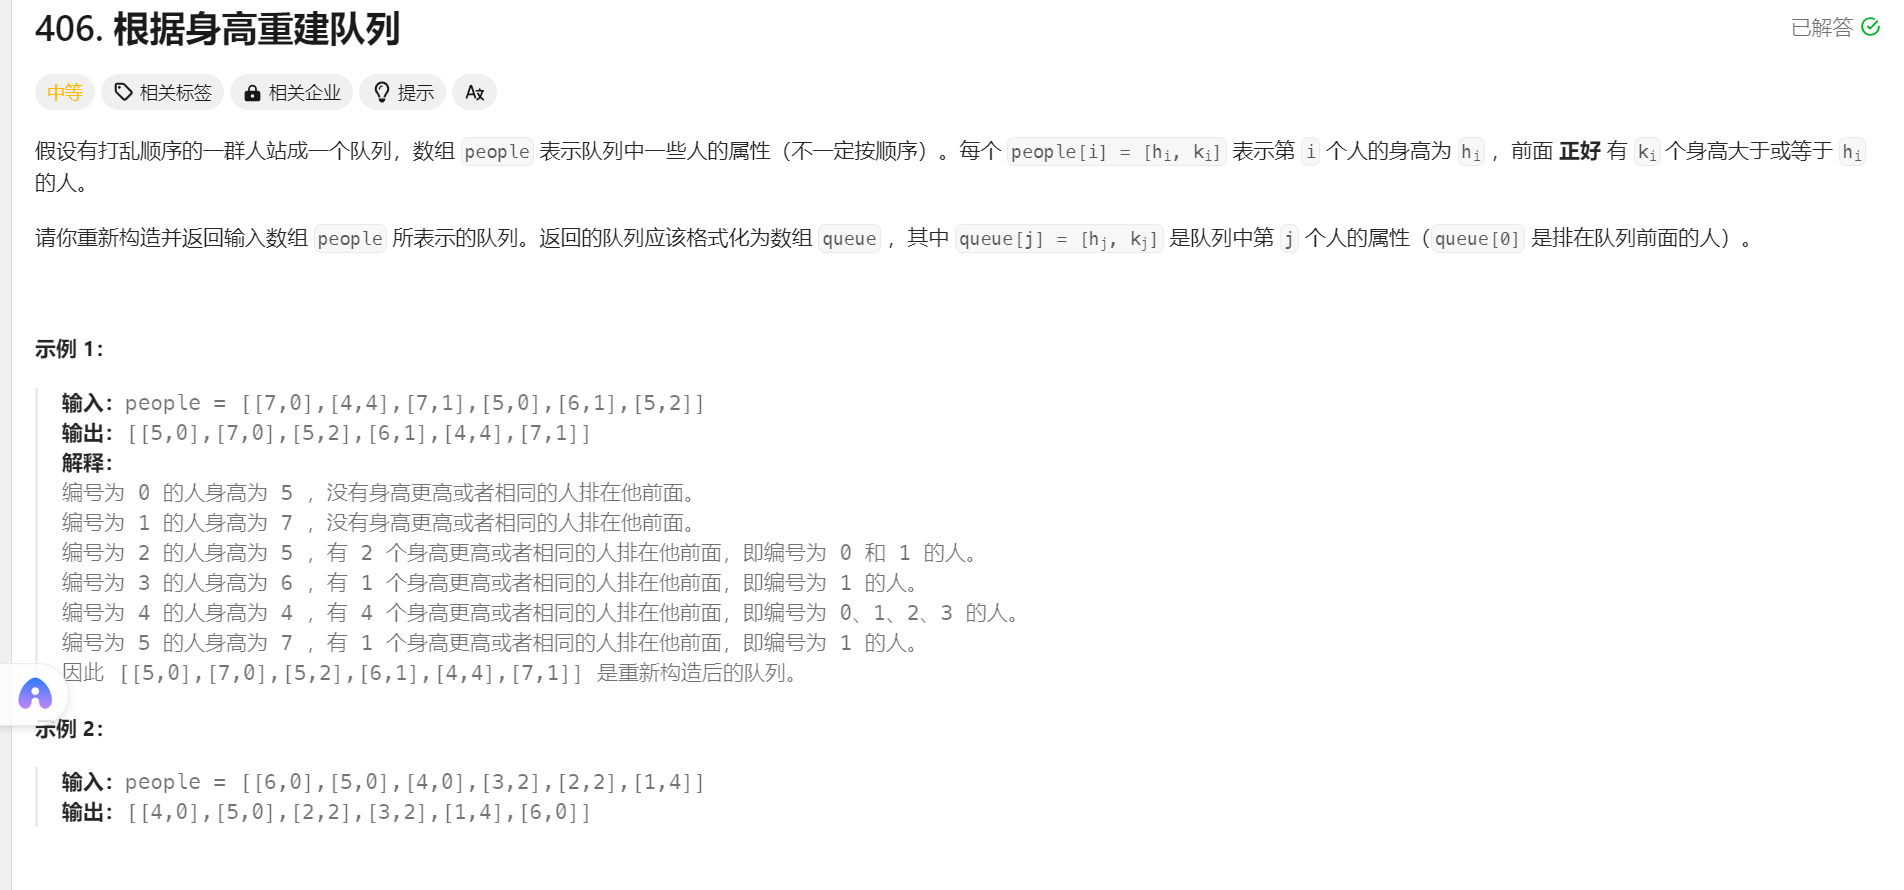 406. 根据身高重建队列
已解答
中等 相关标签 相关企业 提示 A文
假设有打乱顺序的一群人站成一个队列，数组 people 表示队列中一些人的属性（不一定按顺序）。每个 people[i] = [hi, ki] 表示第 i 个人的身高为 hi ，前面 正好 有 ki 个身高大于或等于 hi
的人。
请你重新构造并返回输入数组 people 所表示的队列。返回的队列应该格式化为数组 queue ，其中 queue[j] = [hj, kj] 是队列中第 j 个人的属性（queue[0] 是排在队列前面的人）。
示例 1：
输入：people = [[7,0],[4,4],[7,1],[5,0],[6,1],[5,2]]
输出：[[5,0],[7,0],[5,2],[6,1],[4,4],[7,1]]
解释：
编号为 0 的人身高为 5 ，没有身高更高或者相同的人排在他前面。
编号为 1 的人身高为 7 ，没有身高更高或者相同的人排在他前面。
编号为 2 的人身高为 5 ，有 2 个身高更高或者相同的人排在他前面，即编号为 0 和 1 的人。
编号为 3 的人身高为 6 ，有 1 个身高更高或者相同的人排在他前面，即编号为 1 的人。
编号为 4 的人身高为 4 ，有 4 个身高更高或者相同的人排在他前面，即编号为 0、1、2、3 的人。
编号为 5 的人身高为 7 ，有 1 个身高更高或者相同的人排在他前面，即编号为 1 的人。
因此 [[5,0],[7,0],[5,2],[6,1],[4,4],[7,1]] 是重新构造后的队列。
示例 2：
输入：people = [[6,0],[5,0],[4,0],[3,2],[2,2],[1,4]]
输出：[[4,0],[5,0],[2,2],[3,2],[1,4],[6,0]]